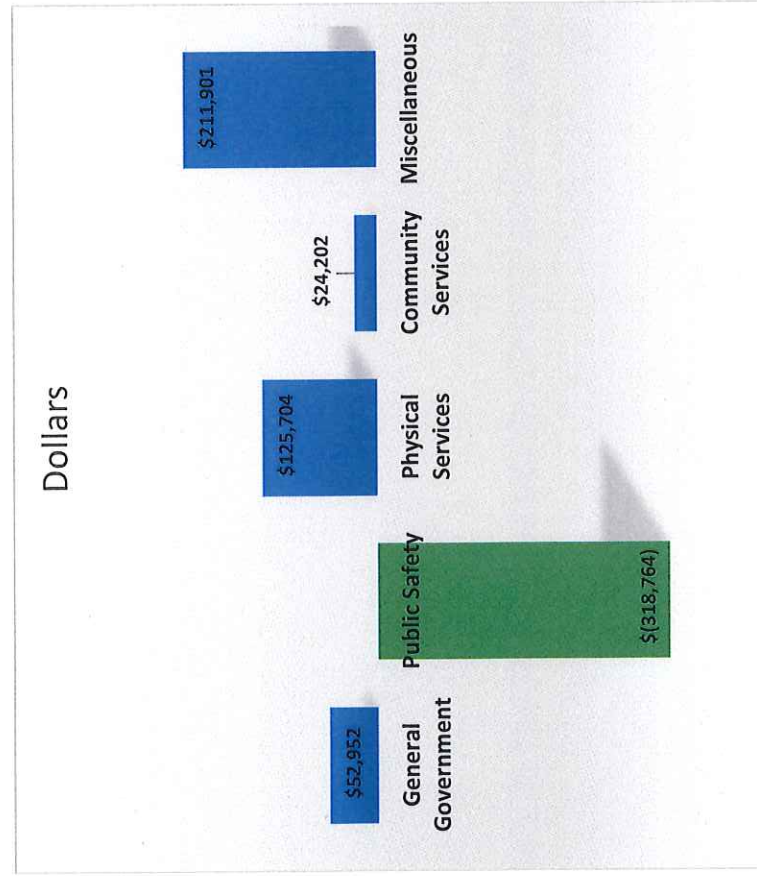 Dollars
$52,952
General
Government
Public Safety
$(318,764)
$125,704
Physical
Services
$24,202
Community
Services
$211,901
Miscellaneous